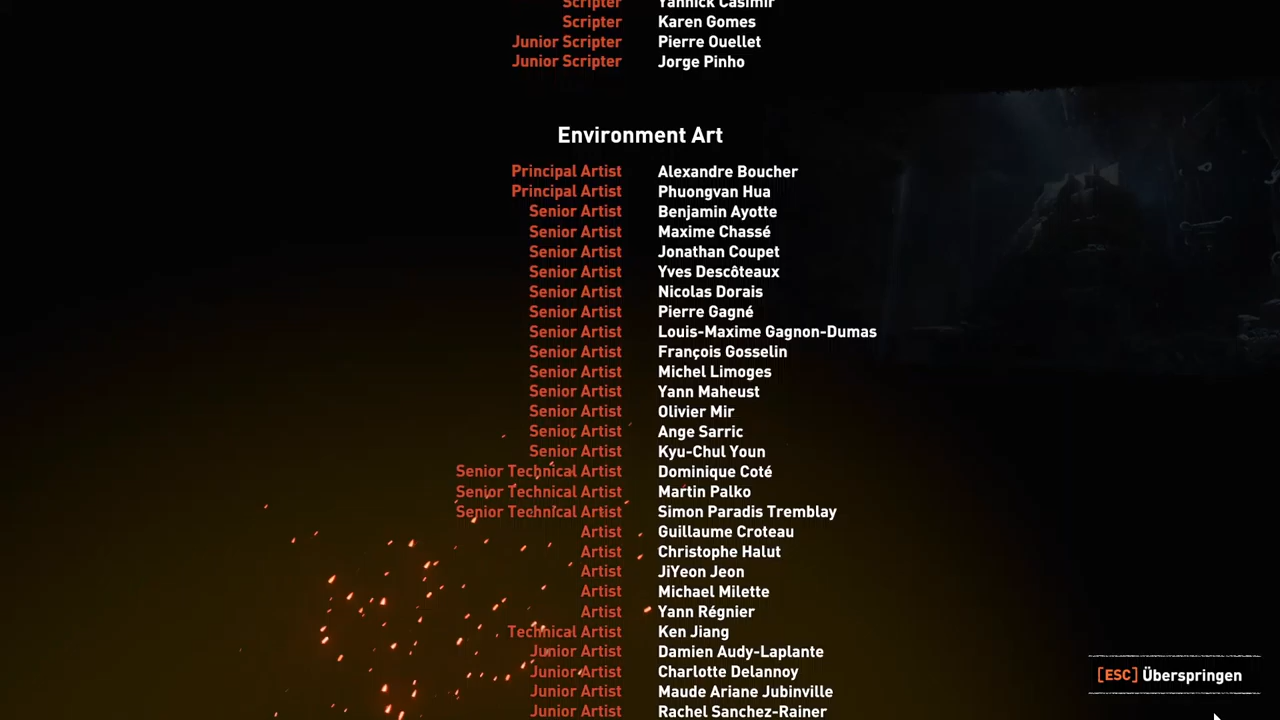 Scripter Yannick Casimir
Scripter Karen Gomes
Junior Scripter Pierre Ouellet
Junior Scripter Jorge Pinho
Environment Art
Principal Artist Alexandre Boucher
Principal Artist Phuongvan Hua
Senior Artist Benjamin Ayotte
Senior Artist Maxime Chassé
Senior Artist Jonathan Coupet
Senior Artist Yves Descôteaux
Senior Artist Nicolas Dorais
Senior Artist Pierre Gagné
Senior Artist Louis-Maxime Gagnon-Dumas
Senior Artist François Gosselin
Senior Artist Michel Limoges
Senior Artist Yann Maheust
Senior Artist Olivier Mir
Senior Artist Ange Sarric
Senior Artist Kyu-Chul Youn
Senior Technical Artist Dominique Coté
Senior Technical Artist Martin Palko
Senior Technical Artist Simon Paradis Tremblay
Artist Guillaume Croteau
Artist Christophe Halut
Artist JiYeon Jeon
Artist Michael Milette
Artist Yann Régnier
Technical Artist Ken Jiang
Junior Artist Damien Audy-Laplante
Junior Artist Charlotte Delannoy
Junior Artist Maude Ariane Jubinville
Junior Artist Rachel Sanchez-Rainer
[ESC] Überspringen